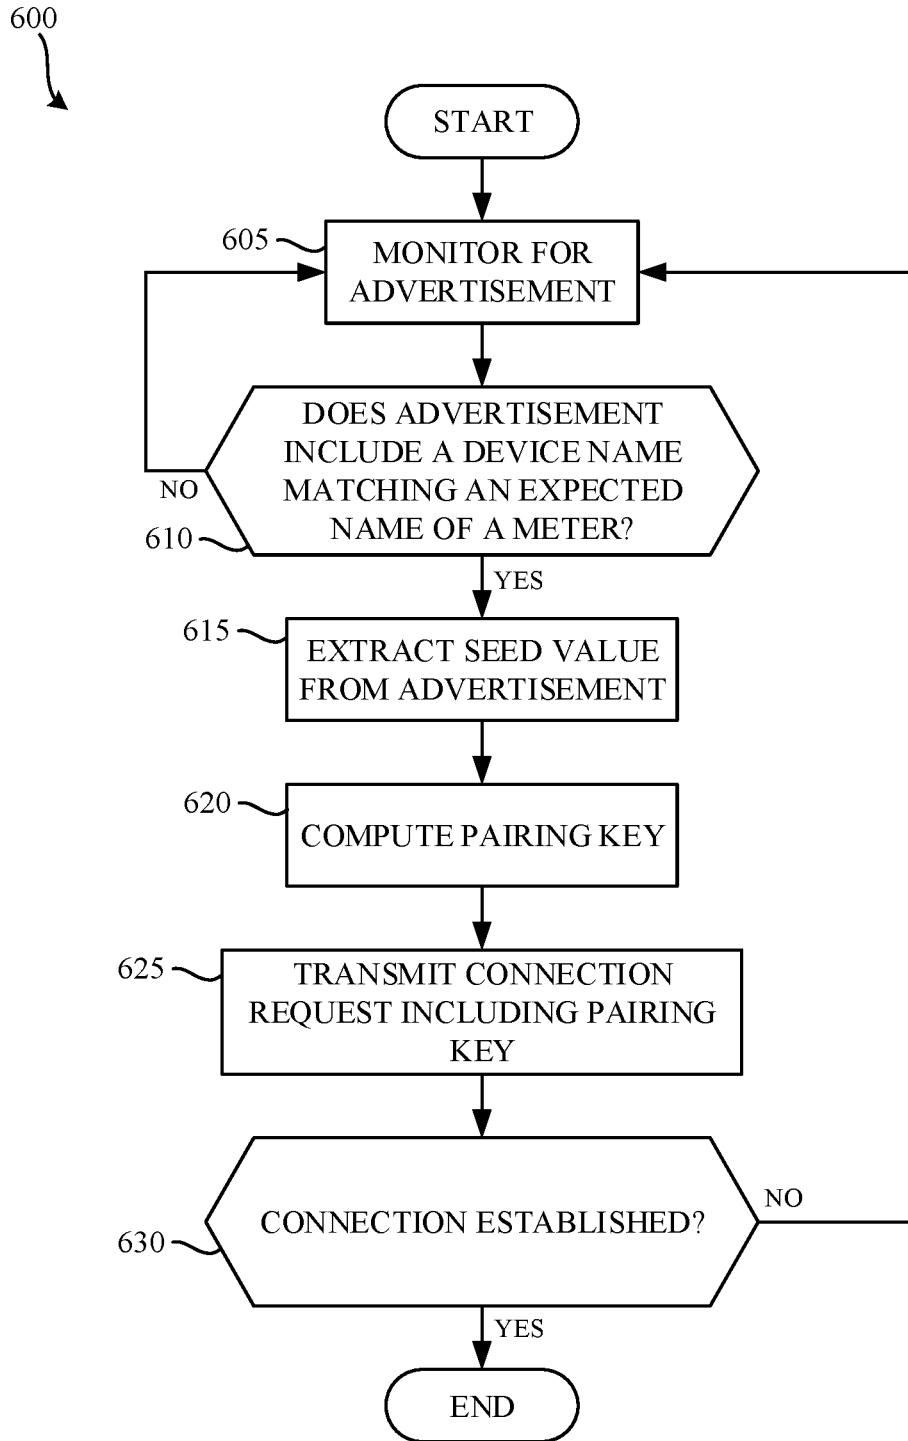 600
START
605
MONITOR FOR
ADVERTISEMENT
DOES ADVERTISEMENT
INCLUDE A DEVICE NAME
MATCHING AN EXPECTED
NAME OF A METER?
NO
610
YES
615
EXTRACT SEED VALUE
FROM ADVERTISEMENT
620
COMPUTE PAIRING KEY
625
TRANSMIT CONNECTION
REQUEST INCLUDING PAIRING
KEY
NO
CONNECTION ESTABLISHED?
630
YES
END